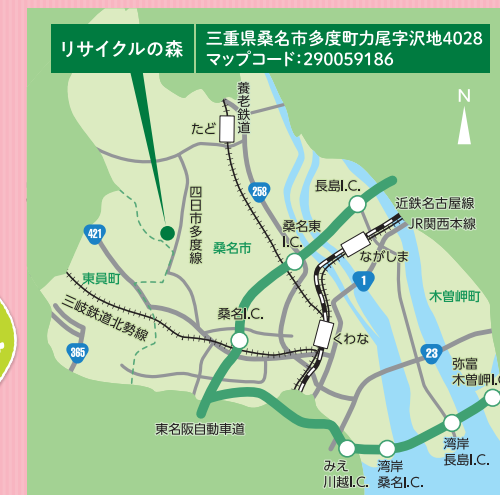 リサイクルの森
三重県桑名市多度町力尾字沢地4028
マップコード:290059186
N
養老鉄道
たど
四日市多度線
258
長島I.C.
近鉄名古屋線
JR関西本線
桑名東
I.C.
ながしま
421
桑名市
東員町
1
木曽岬町
三岐鉄道北勢線
桑名I.C.
くわな
365
23
弥富
木曽岬I.C
東名阪自動車道
みえ
川越I.C.
湾岸
桑名I.C.
湾岸
長島I.C.